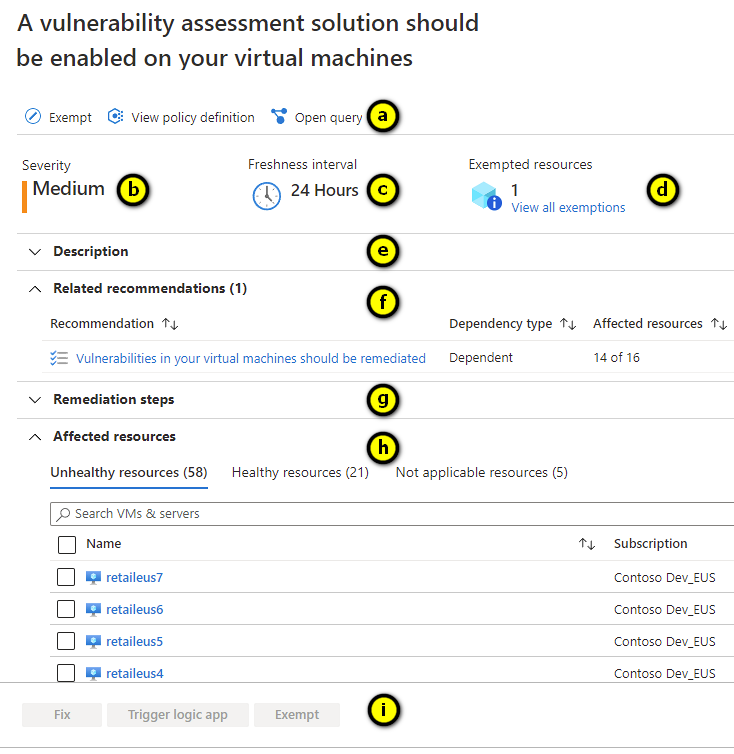 A vulnerability assessment solution should
be enabled on your virtual machines
Exempt View policy definition Open query a
Severity Freshness interval Exempted resources
Medium b 24 Hours c 1 d
View all exemptions
Description e
Related recommendations (1) f
Recommendation ↑↓ Dependency type ↑↓ Affected resources ↑↓
Vulnerabilities in your virtual machines should be remediated Dependent 14 of 16
Remediation steps g
Affected resources h
Unhealthy resources (58) Healthy resources (21) Not applicable resources (5)
Search VMs & servers
Name ↑↓ Subscription
retaileus7 Contoso Dev_EUS
retaileus6 Contoso Dev_EUS
retaileus5 Contoso Dev_EUS
retaileus4 Contoso Dev_EUS
Fix Trigger logic app Exempt i